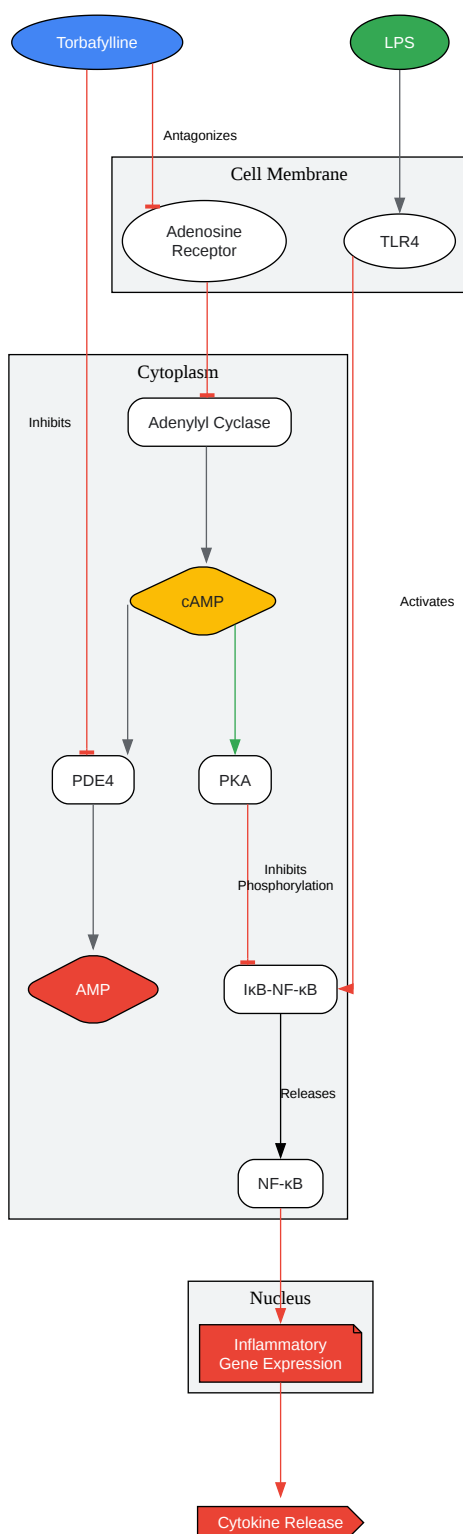 Torbafylline
LPS
Antagonizes
Cell Membrane
Adenosine
Receptor
TLR4
Cytoplasm
Inhibits
Adenylyl Cyclase
cAMP
Activates
PDE4
PKA
Inhibits
Phosphorylation
AMP
IκB-NF-κB
Releases
NF-κB
Nucleus
Inflammatory
Gene Expression
Cytokine Release